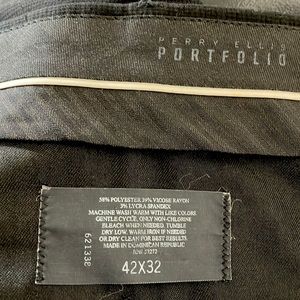 PERRY ELLIS
PORTFOLIO
58% POLYESTER 39% VICOSE RAYON
3% LYCRA SPANDEX
MACHINE WASH WARM WITH LIKE COLORS
GENTLE CYCLE, ONLY NON-CHLORINE
BLEACH WHEN NEEDED, TUMBLE
DRY LOW, WARM IRON IF NEEDED
OR DRY CLEAN FOR BEST RESULTS.
MADE IN DOMINICAN REPUBLIC
42X32